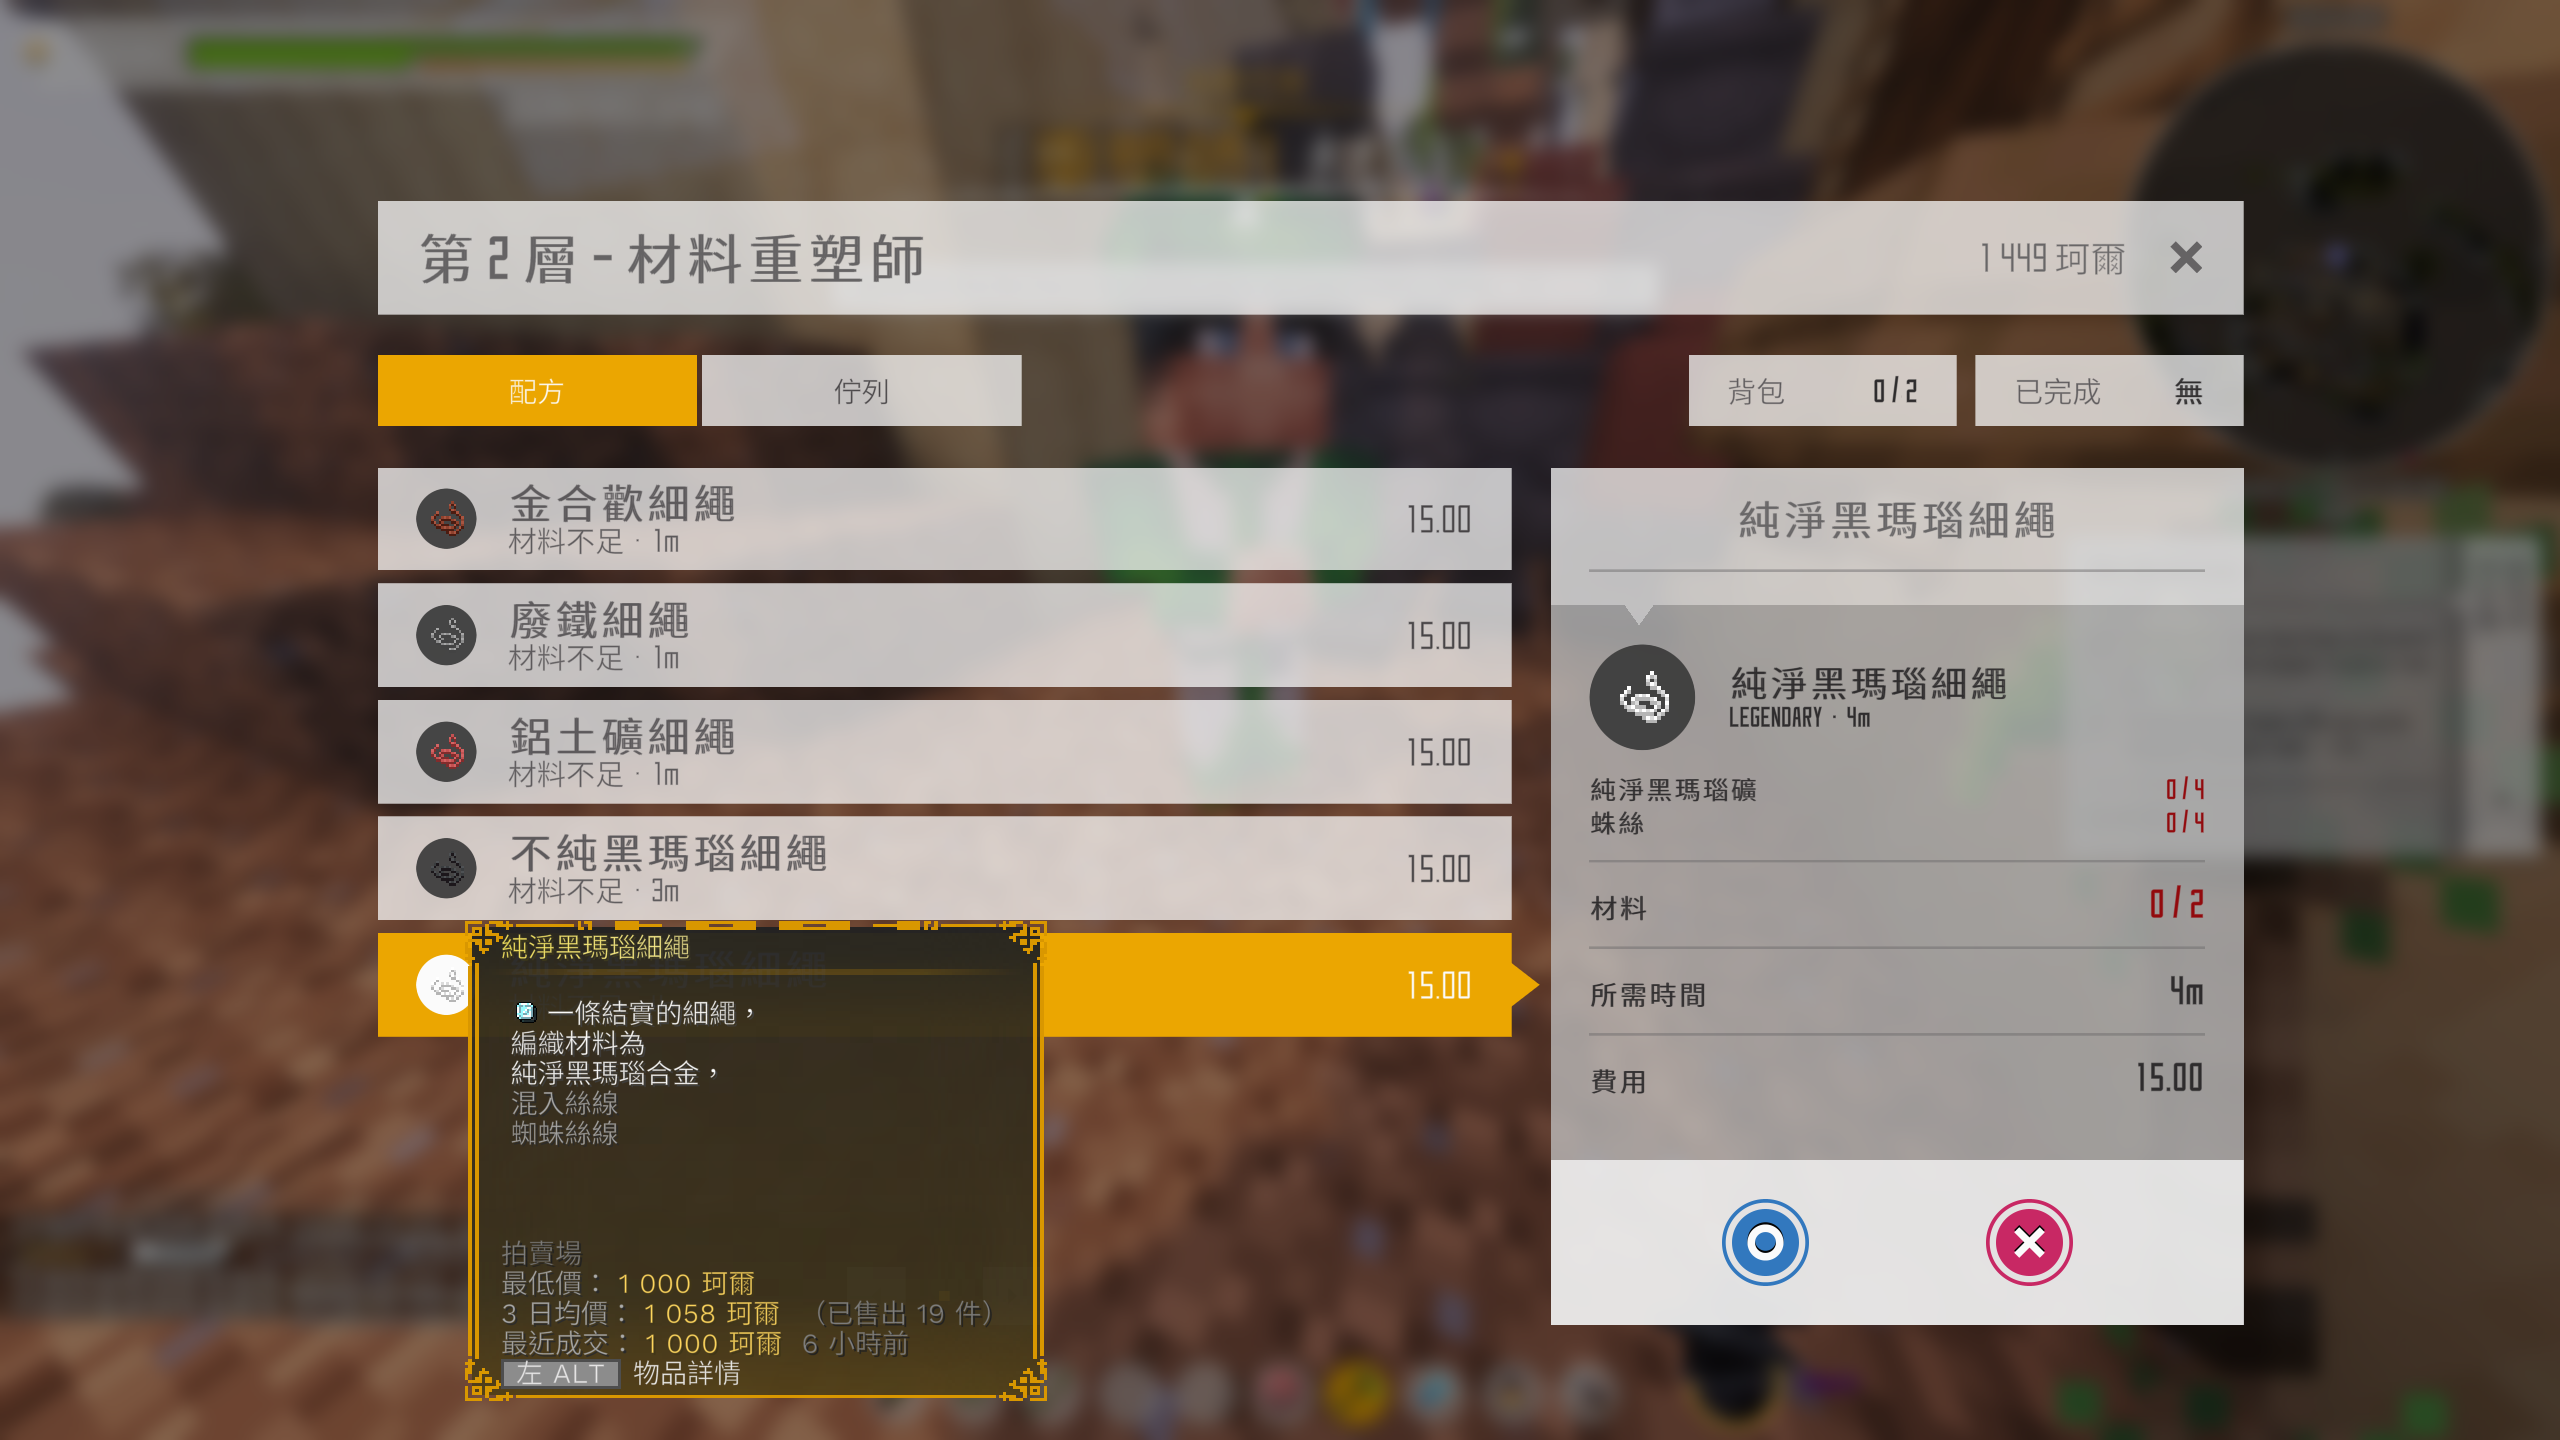 第2層-材料重塑師
1 449 珂爾
配方
佇列
背包 0/2
已完成 無
金合歡細繩
材料不足 · 1m
15.00
廢鐵細繩
材料不足 · 1m
15.00
鋁土礦細繩
材料不足 · 1m
15.00
不純黑瑪瑙細繩
材料不足 · 3m
15.00
15.00
純淨黑瑪瑙細繩
一條結實的細繩，
編織材料為
純淨黑瑪瑙合金，
混入絲線
蜘蛛絲線
拍賣場
最低價： 1 000 珂爾
3 日均價： 1 058 珂爾 （已售出 19 件）
最近成交： 1 000 珂爾 6 小時前
左 ALT 物品詳情
純淨黑瑪瑙細繩
純淨黑瑪瑙細繩
LEGENDARY · 4m
純淨黑瑪瑙礦 0/4
蛛絲 0/4
材料 0/2
所需時間 4m
費用 15.00